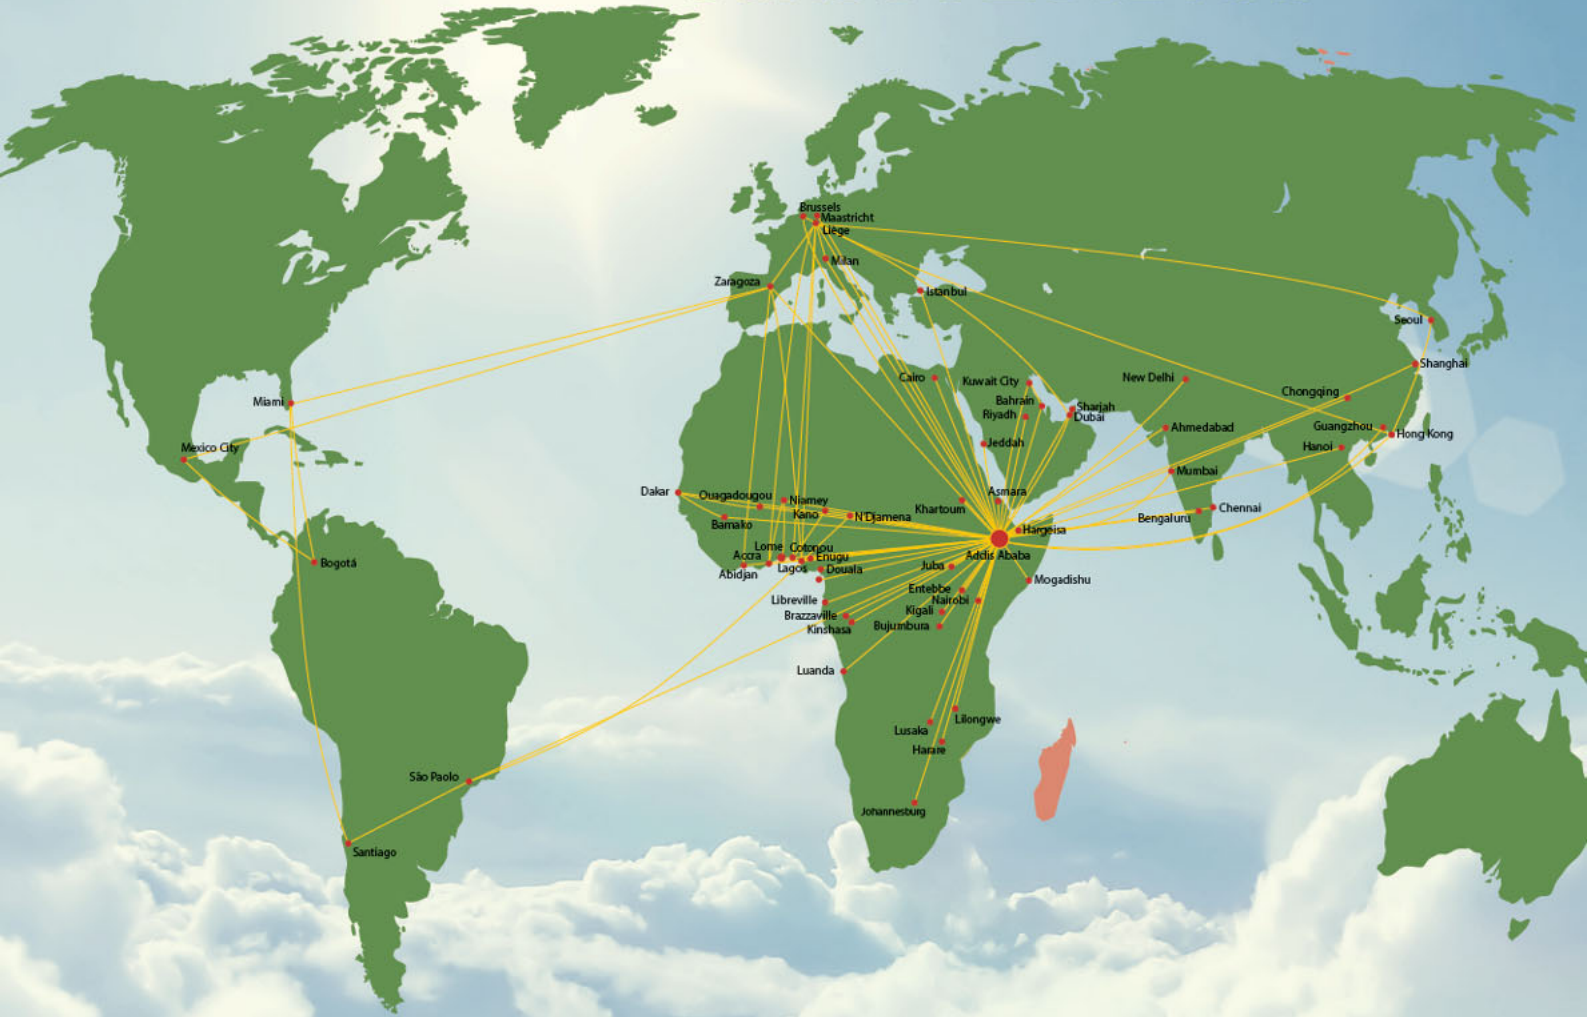 Brussels
Maastricht
Liège
Milan
Zaragoza
Istanbul
Seoul
Shanghai
Cairo
Kuwait City
New Delhi
Chongqing
Miami
Bahrain
Sharjah
Riyadh
Dubai
Ahmedabad
Guangzhou
Hong Kong
Jeddah
Hanoi
Mexico City
Mumbai
Dakar
Ouagadougou
Niamey
Asmara
Khartoum
Kano
N'Djamena
Bengaluru
Chennai
Bamako
Hargeisa
Lome
Cotonou
Accra
Enugu
Addis Ababa
Bogotá
Abidjan
Lagos
Douala
Juba
Mogadishu
Entebbe
Libreville
Nairobi
Brazzaville
Kigali
Kinshasa
Bujumbura
Luanda
Lilongwe
Lusaka
Harare
São Paolo
Johannesburg
Santiago